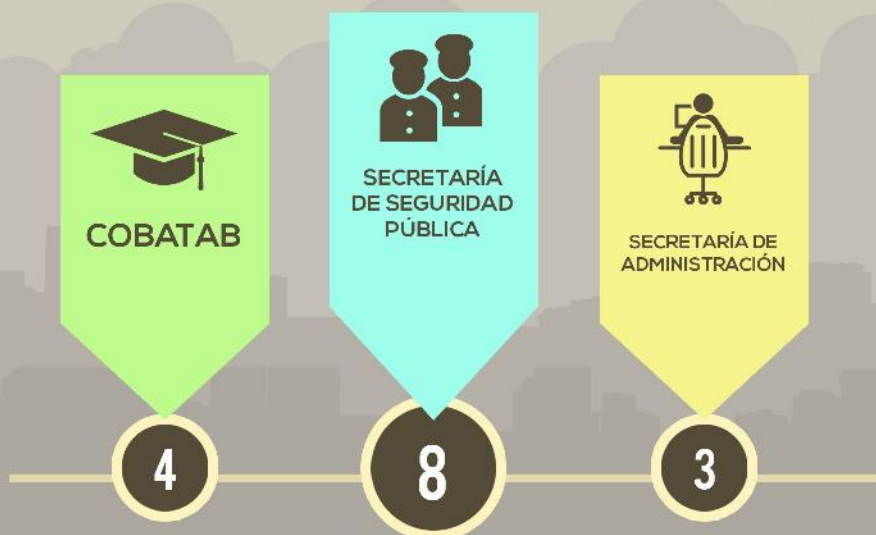 COBATAB
4
SECRETARÍA
DE SEGURIDAD
PÚBLICA
8
SECRETARÍA DE
ADMINISTRACIÓN
3